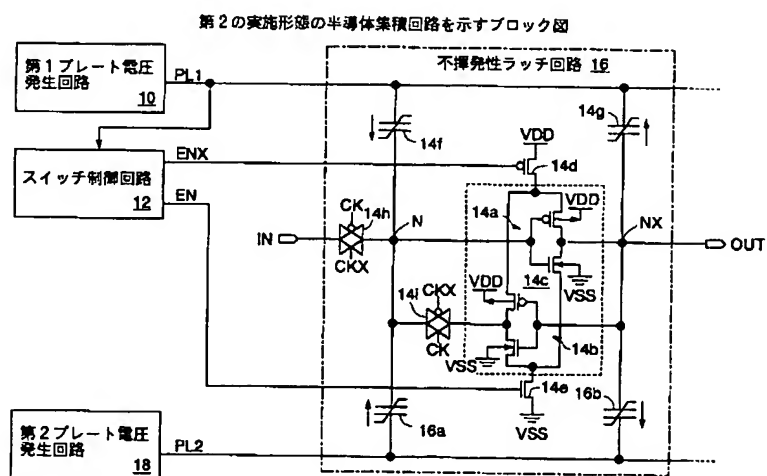 第2の実施形態の半導体集積回路を示すブロック図
第1プレート電圧
発生回路
10
PL1
不揮発性ラッチ回路 16
14f
14g
VDD
ENX
14d
スイッチ制御回路
12
EN
14a
VDD
CK
14h
N
NX
IN
OUT
CKX
14c
VSS
VDD
CKX
14i
CK
VSS
14b
14e
VSS
16a
16b
第2プレート電圧
発生回路
18
PL2